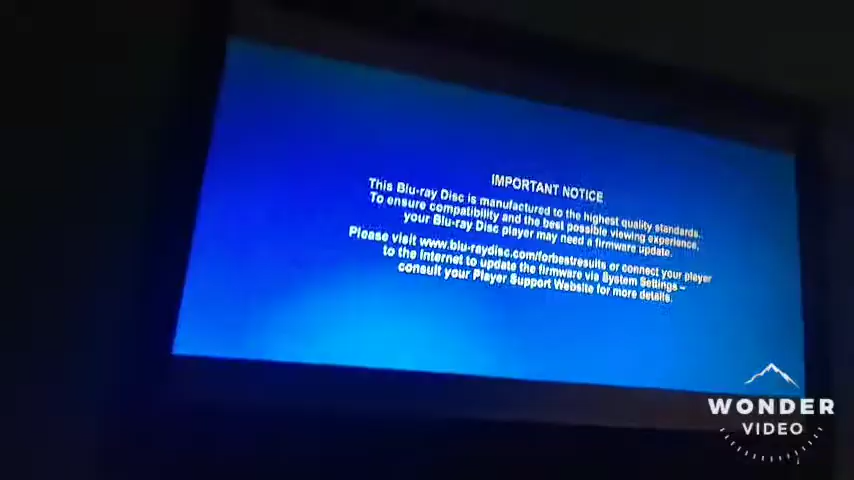 IMPORTANT NOTICE
This Blu-ray Disc is manufactured to the highest quality standards.
To ensure compatibility and the best possible viewing experience,
your Blu-ray Disc player may need a firmware update.
Please visit www.blu-raydisc.com/forbestresults or connect your player
to the Internet to update the firmware via System Settings –
consult your Player Support Website for more details.
WONDER
VIDEO